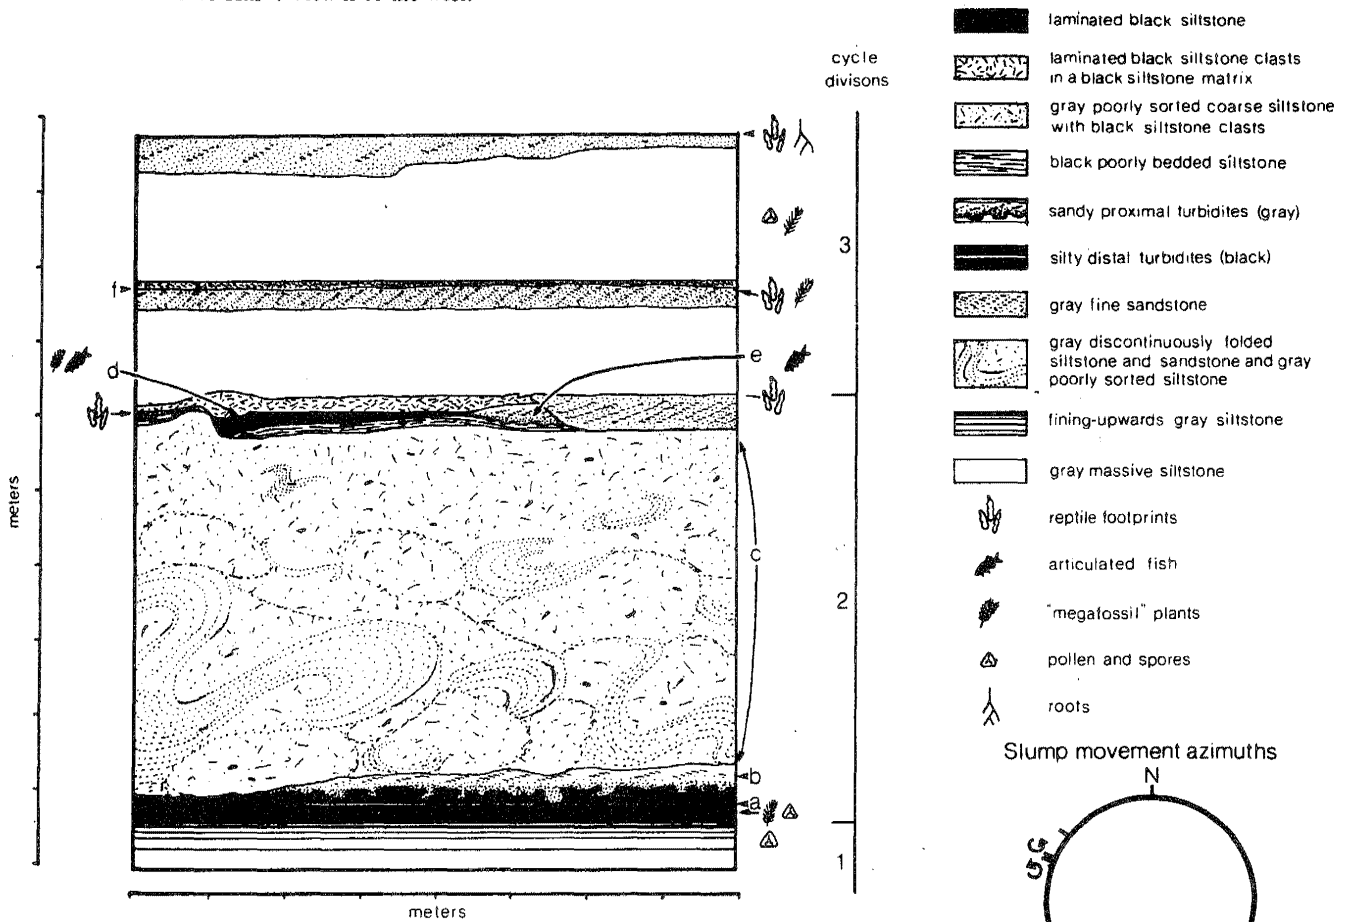 cycle
divisons
f
d
e
c
b
a
3
2
1
meters
meters
laminated black siltstone
laminated black siltstone clasts
in a black siltstone matrix
gray poorly sorted coarse siltstone
with black siltstone clasts
black poorly bedded siltstone
sandy proximal turbidites (gray)
silty distal turbidites (black)
gray fine sandstone
gray discontinuously folded
siltstone and sandstone and gray
poorly sorted siltstone
fining-upwards gray siltstone
gray massive siltstone
reptile footprints
articulated fish
"megafossil" plants
pollen and spores
roots
Slump movement azimuths
N